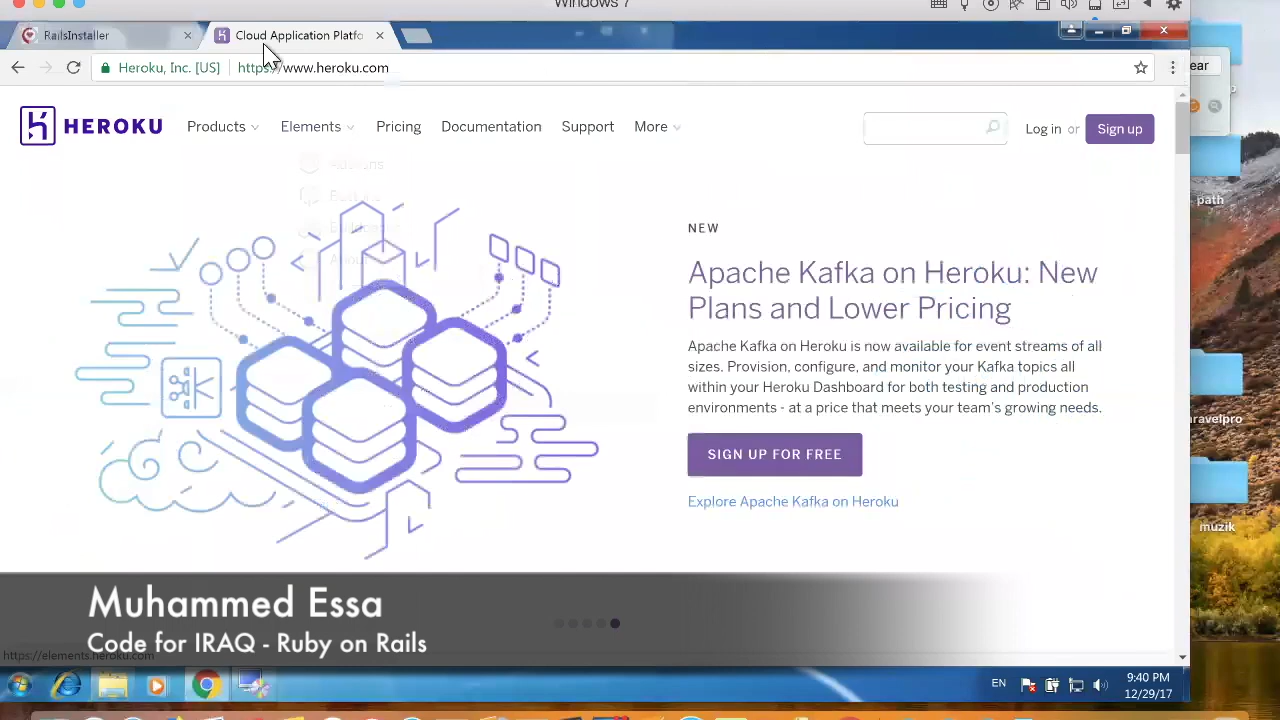 Windows 7
RailsInstaller
Cloud Application Platfo
Heroku, Inc. [US]
https://www.heroku.com
HEROKU
Products
Elements
Pricing
Documentation
Support
More
Log in or
Sign up
Add-ons
Buttons
NEW
Apache Kafka on Heroku: New
Plans and Lower Pricing
Apache Kafka on Heroku is now available for event streams of all
sizes. Provision, configure, and monitor your Kafka topics all
within your Heroku Dashboard for both testing and production
environments - at a price that meets your team's growing needs.
SIGN UP FOR FREE
Explore Apache Kafka on Heroku
Muhammed Essa
Code for IRAQ - Ruby on Rails
https://elements.heroku.com
EN
9:40 PM
12/29/17
ear
path
aravelpro
muzik